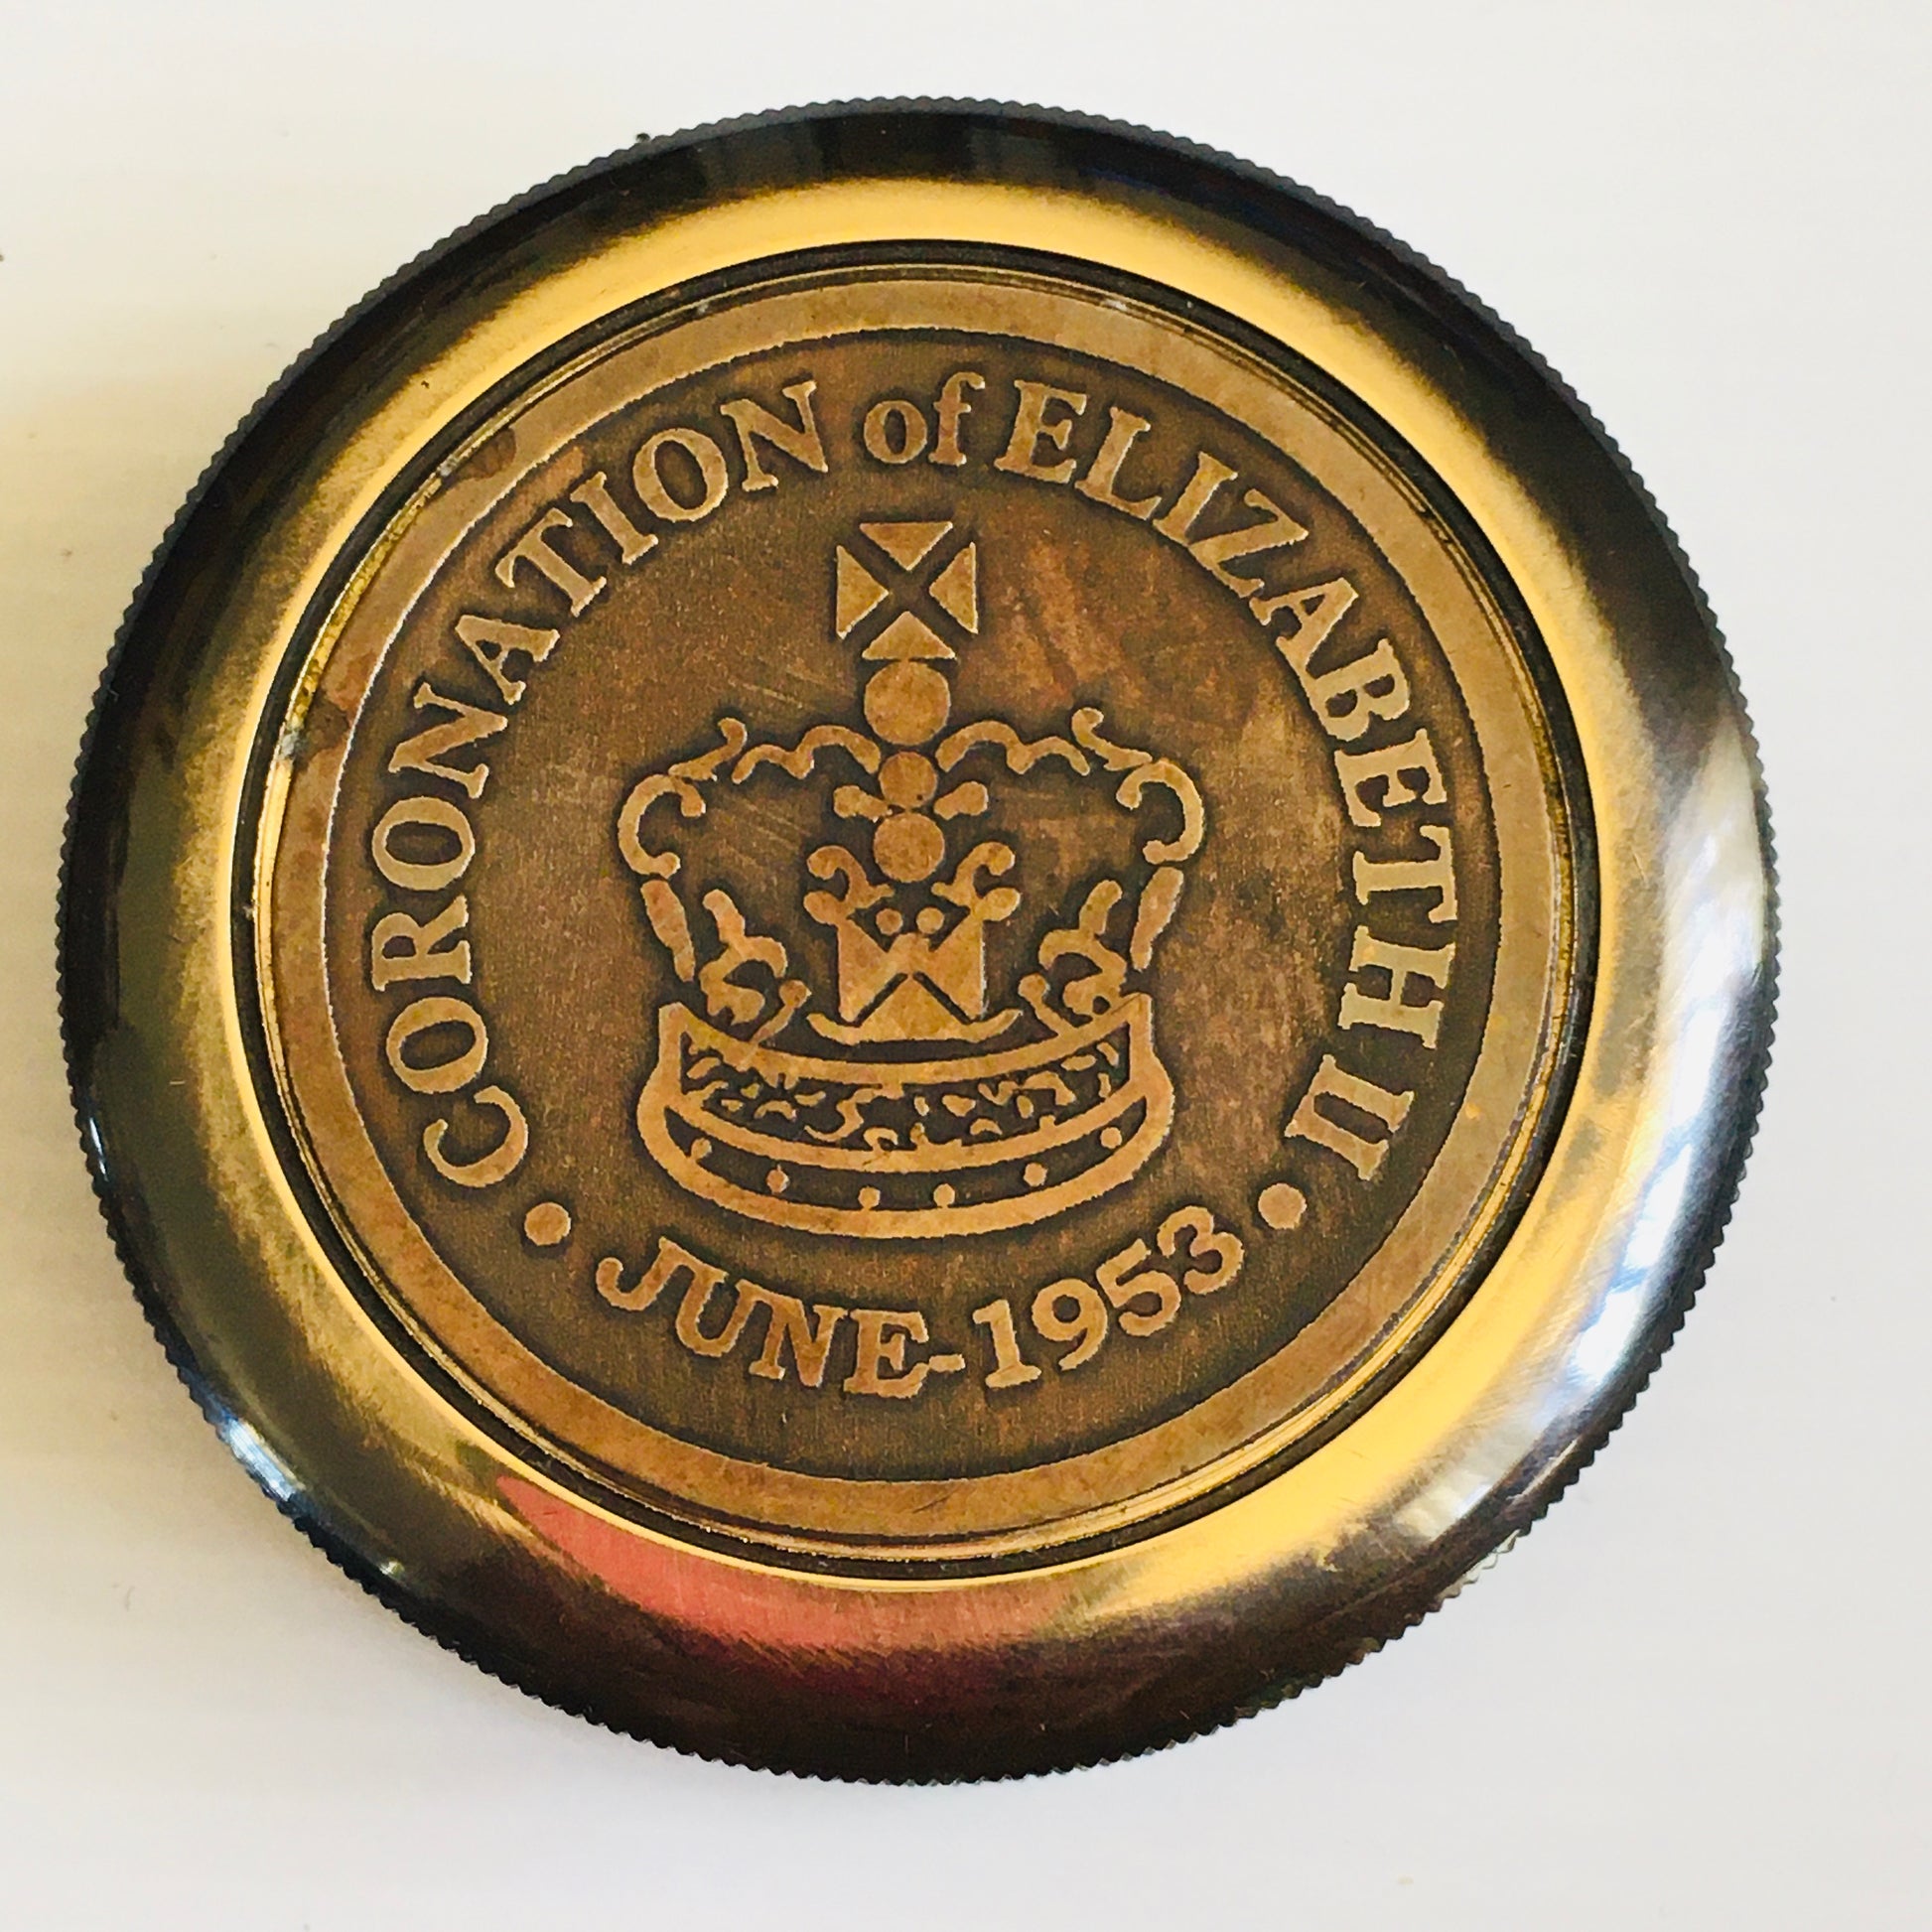 CORONATION of ELIZABETH II
• JUNE-1953 •